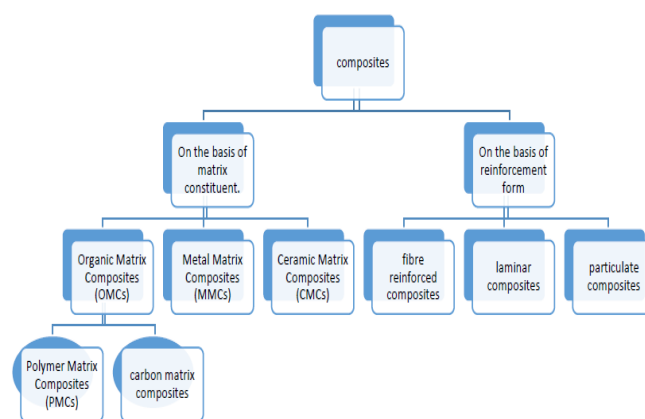 composites
On the basis of
matrix
constituent.
On the basis of
reinforcement
form
Organic Matrix
Composites
(OMCs)
Metal Matrix
Composites
(MMCs)
Ceramic Matrix
Composites
(CMCs)
fibre
reinforced
composites
laminar
composites
particulate
composites
Polymer Matrix
Composites
(PMCs)
carbon matrix
composites